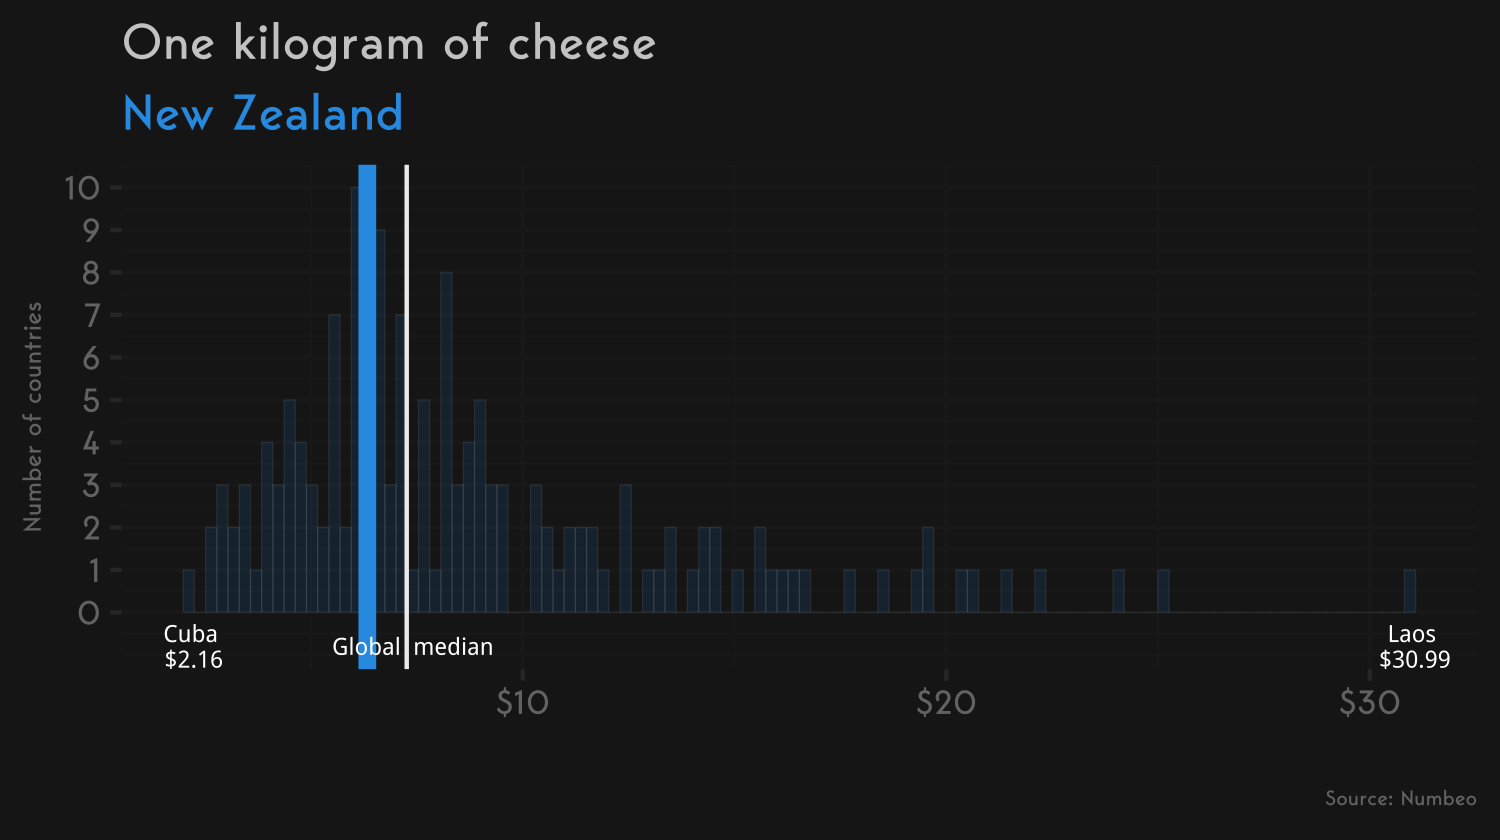 One kilogram of cheese
New Zealand
Number of countries
10
9
8
7
6
5
4
3
2
1
0
Cuba
$2.16
Global median
Laos
$30.99
$10 $20 $30
Source: Numbeo